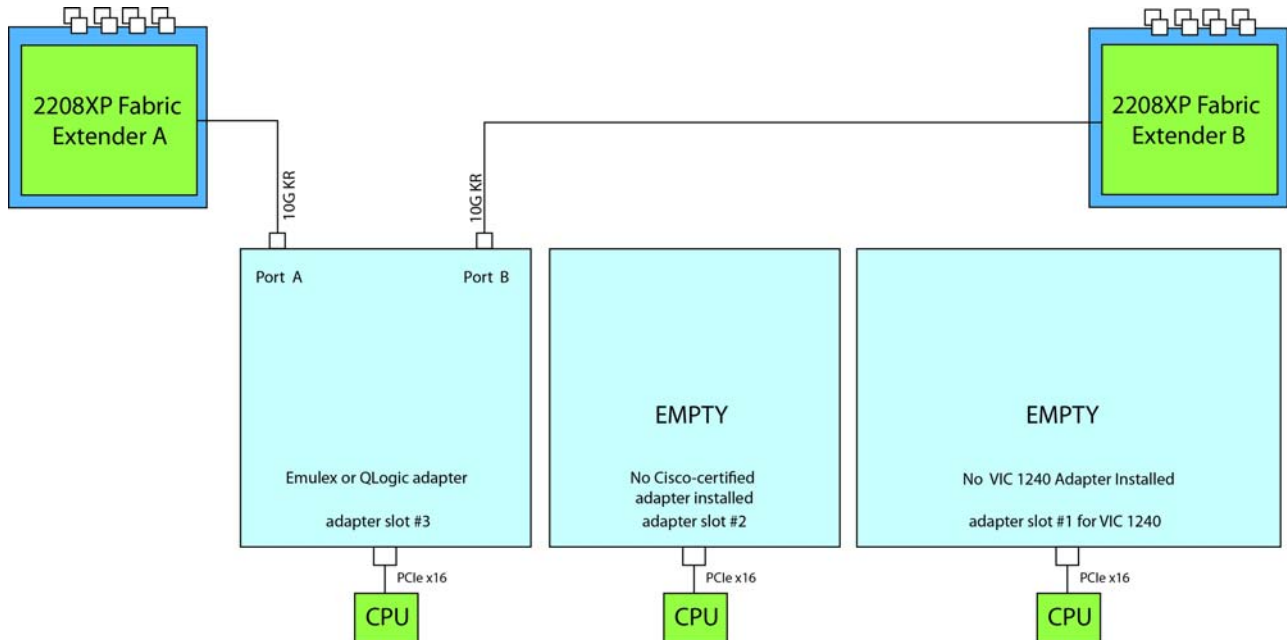 2208XP Fabric
Extender A
2208XP Fabric
Extender B
10G KR
10G KR
Port A
Port B
Emulex or QLogic adapter
adapter slot #3
EMPTY
No Cisco-certified
adapter installed
adapter slot #2
EMPTY
No VIC 1240 Adapter Installed
adapter slot #1 for VIC 1240
PCIe x16
PCIe x16
PCIe x16
CPU
CPU
CPU